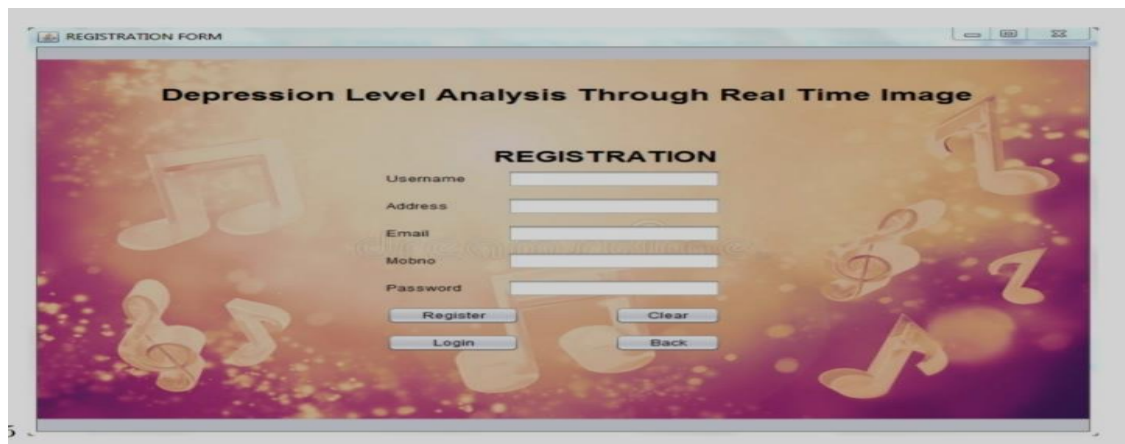 REGISTRATION FORM
Depression Level Analysis Through Real Time Image
REGISTRATION
Username
Address
Email
Mobno
Password
Register Clear
Login Back